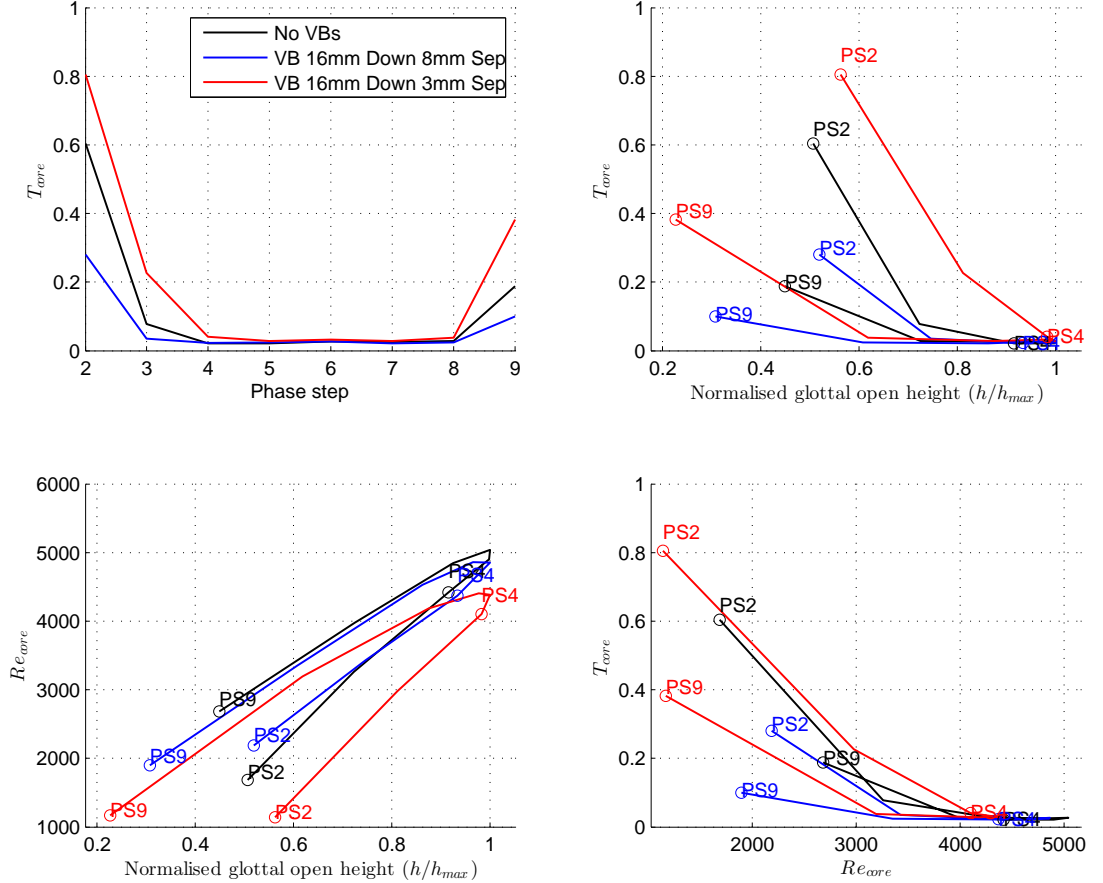 1
0.8
0.6
0.4
0.2
0
T_core
2
3
4
5
6
7
8
9
Phase step
No VBs
VB 16mm Down 8mm Sep
VB 16mm Down 3mm Sep
1
0.8
0.6
0.4
0.2
0
T_core
0.2
0.4
0.6
0.8
1
Normalised glottal open height (h/h_max)
PS2
PS2
PS9
PS2
PS9
PS9
PS4
PS4
6000
5000
4000
3000
2000
1000
Re_core
0.2
0.4
0.6
0.8
1
Normalised glottal open height (h/h_max)
PS4
PS4
PS4
PS9
PS2
PS9
PS2
PS9
PS2
1
0.8
0.6
0.4
0.2
0
T_core
2000
3000
4000
5000
Re_core
PS2
PS2
PS9
PS2
PS9
PS9
PS4
PS4